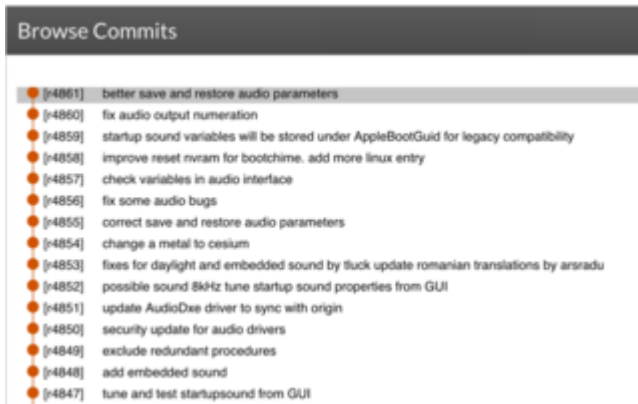 Browse Commits
[r4861] better save and restore audio parameters
[r4860] fix audio output numeration
[r4859] startup sound variables will be stored under AppleBootGuid for legacy compatibility
[r4858] improve reset nvram for bootchime. add more linux entry
[r4857] check variables in audio interface
[r4856] fix some audio bugs
[r4855] correct save and restore audio parameters
[r4854] change a metal to cesium
[r4853] fixes for daylight and embedded sound by tluck update romanian translations by arsradu
[r4852] possible sound 8kHz tune startup sound properties from GUI
[r4851] update AudioDxe driver to sync with origin
[r4850] security update for audio drivers
[r4849] exclude redundant procedures
[r4848] add embedded sound
[r4847] tune and test startupsound from GUI